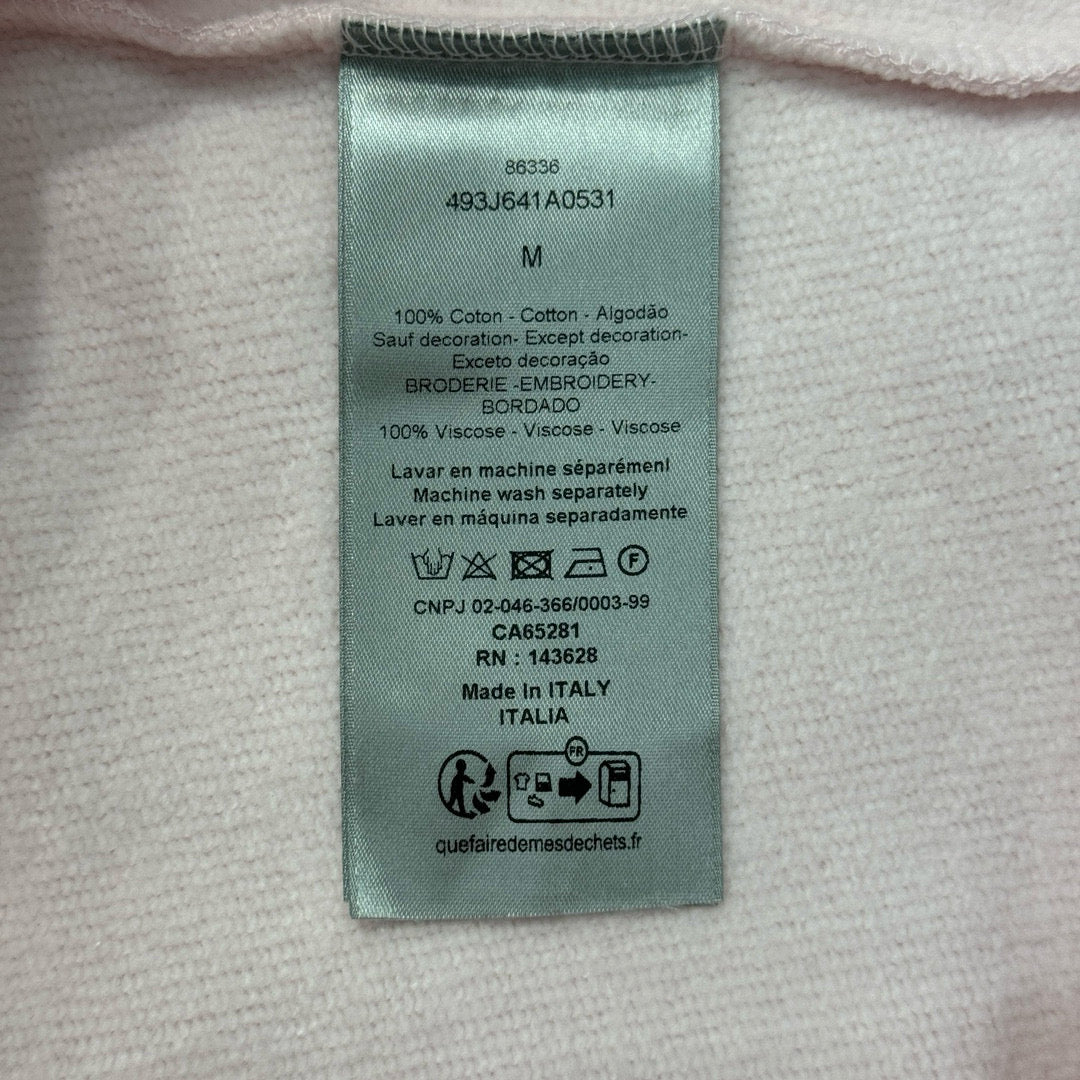 86336
493J641A0531
M
100% Coton - Cotton - Algodão
Sauf decoration- Except decoration-
Exceto decoração
BRODERIE -EMBROIDERY-
BORDADO
100% Viscose - Viscose - Viscose
Lavar en machine séparémenl
Machine wash separately
Laver en máquina separadamente
F
CNPJ 02-046-366/0003-99
CA65281
RN : 143628
Made In ITALY
ITALIA
FR
quefairedemesdechets.fr